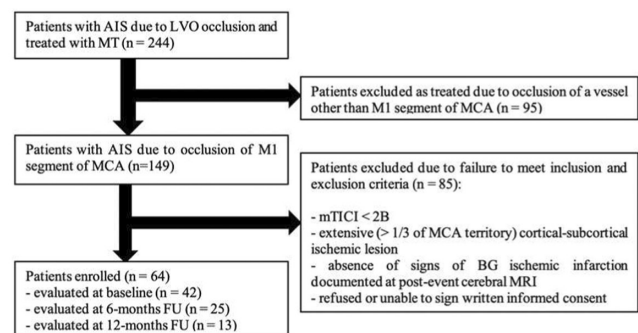 Patients with AIS due to LVO occlusion and
treated with MT (n = 244)
Patients excluded as treated due to occlusion of a vessel
other than M1 segment of MCA (n = 95)
Patients with AIS due to occlusion of M1
segment of MCA (n=149)
Patients excluded due to failure to meet inclusion and
exclusion criteria (n = 85):
- mTICI < 2B
- extensive (> 1/3 of MCA territory) cortical-subcortical
ischemic lesion
- absence of signs of BG ischemic infarction
documented at post-event cerebral MRI
- refused or unable to sign written informed consent
Patients enrolled (n = 64)
- evaluated at baseline (n = 42)
- evaluated at 6-months FU (n = 25)
- evaluated at 12-months FU (n = 13)